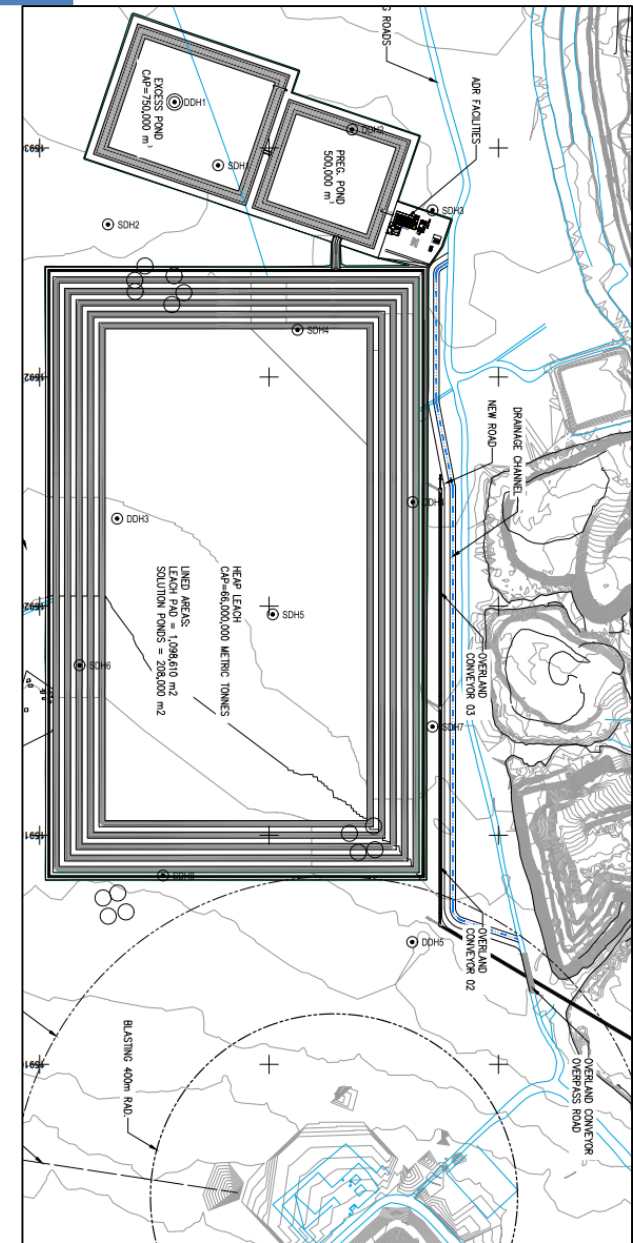 G ROADS
ADR FACILITIES
EXCESS POND
CAP=750,000 m³
DDH1
DDH2
PREG. POND
500,000 m³
SDH1
SDH2
SDH3
SDH4
DRAINAGE CHANNEL
NEW ROAD
DDH4
DDH3
HEAP LEACH
CAP=66,000,000 METRIC TONNES
LINED AREAS:
LEACH PAD = 1,098,610 m2
SOLUTION PONDS = 208,000 m2
SDH5
SDH6
OVERLAND
CONVEYOR 03
SDH7
SDH8
DDH5
OVERLAND
CONVEYOR 02
OVERLAND CONVEYOR
OVERPASS ROAD
BLASTING 400m RAD.